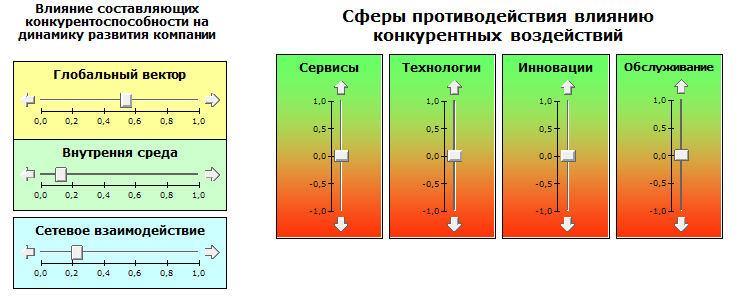 Влияние составляющих
конкурентоспособности на
динамику развития компании
Глобальный вектор
0,0 0,2 0,4 0,6 0,8 1,0
Внутрення среда
0,0 0,2 0,4 0,6 0,8 1,0
Сетевое взаимодействие
0,0 0,2 0,4 0,6 0,8 1,0
Сферы противодействия влиянию
конкурентных воздействий
Сервисы
1,0
0,5
0,0
-0,5
-1,0
Технологии
1,0
0,5
0,0
-0,5
-1,0
Инновации
1,0
0,5
0,0
-0,5
-1,0
Обслуживание
1,0
0,5
0,0
-0,5
-1,0